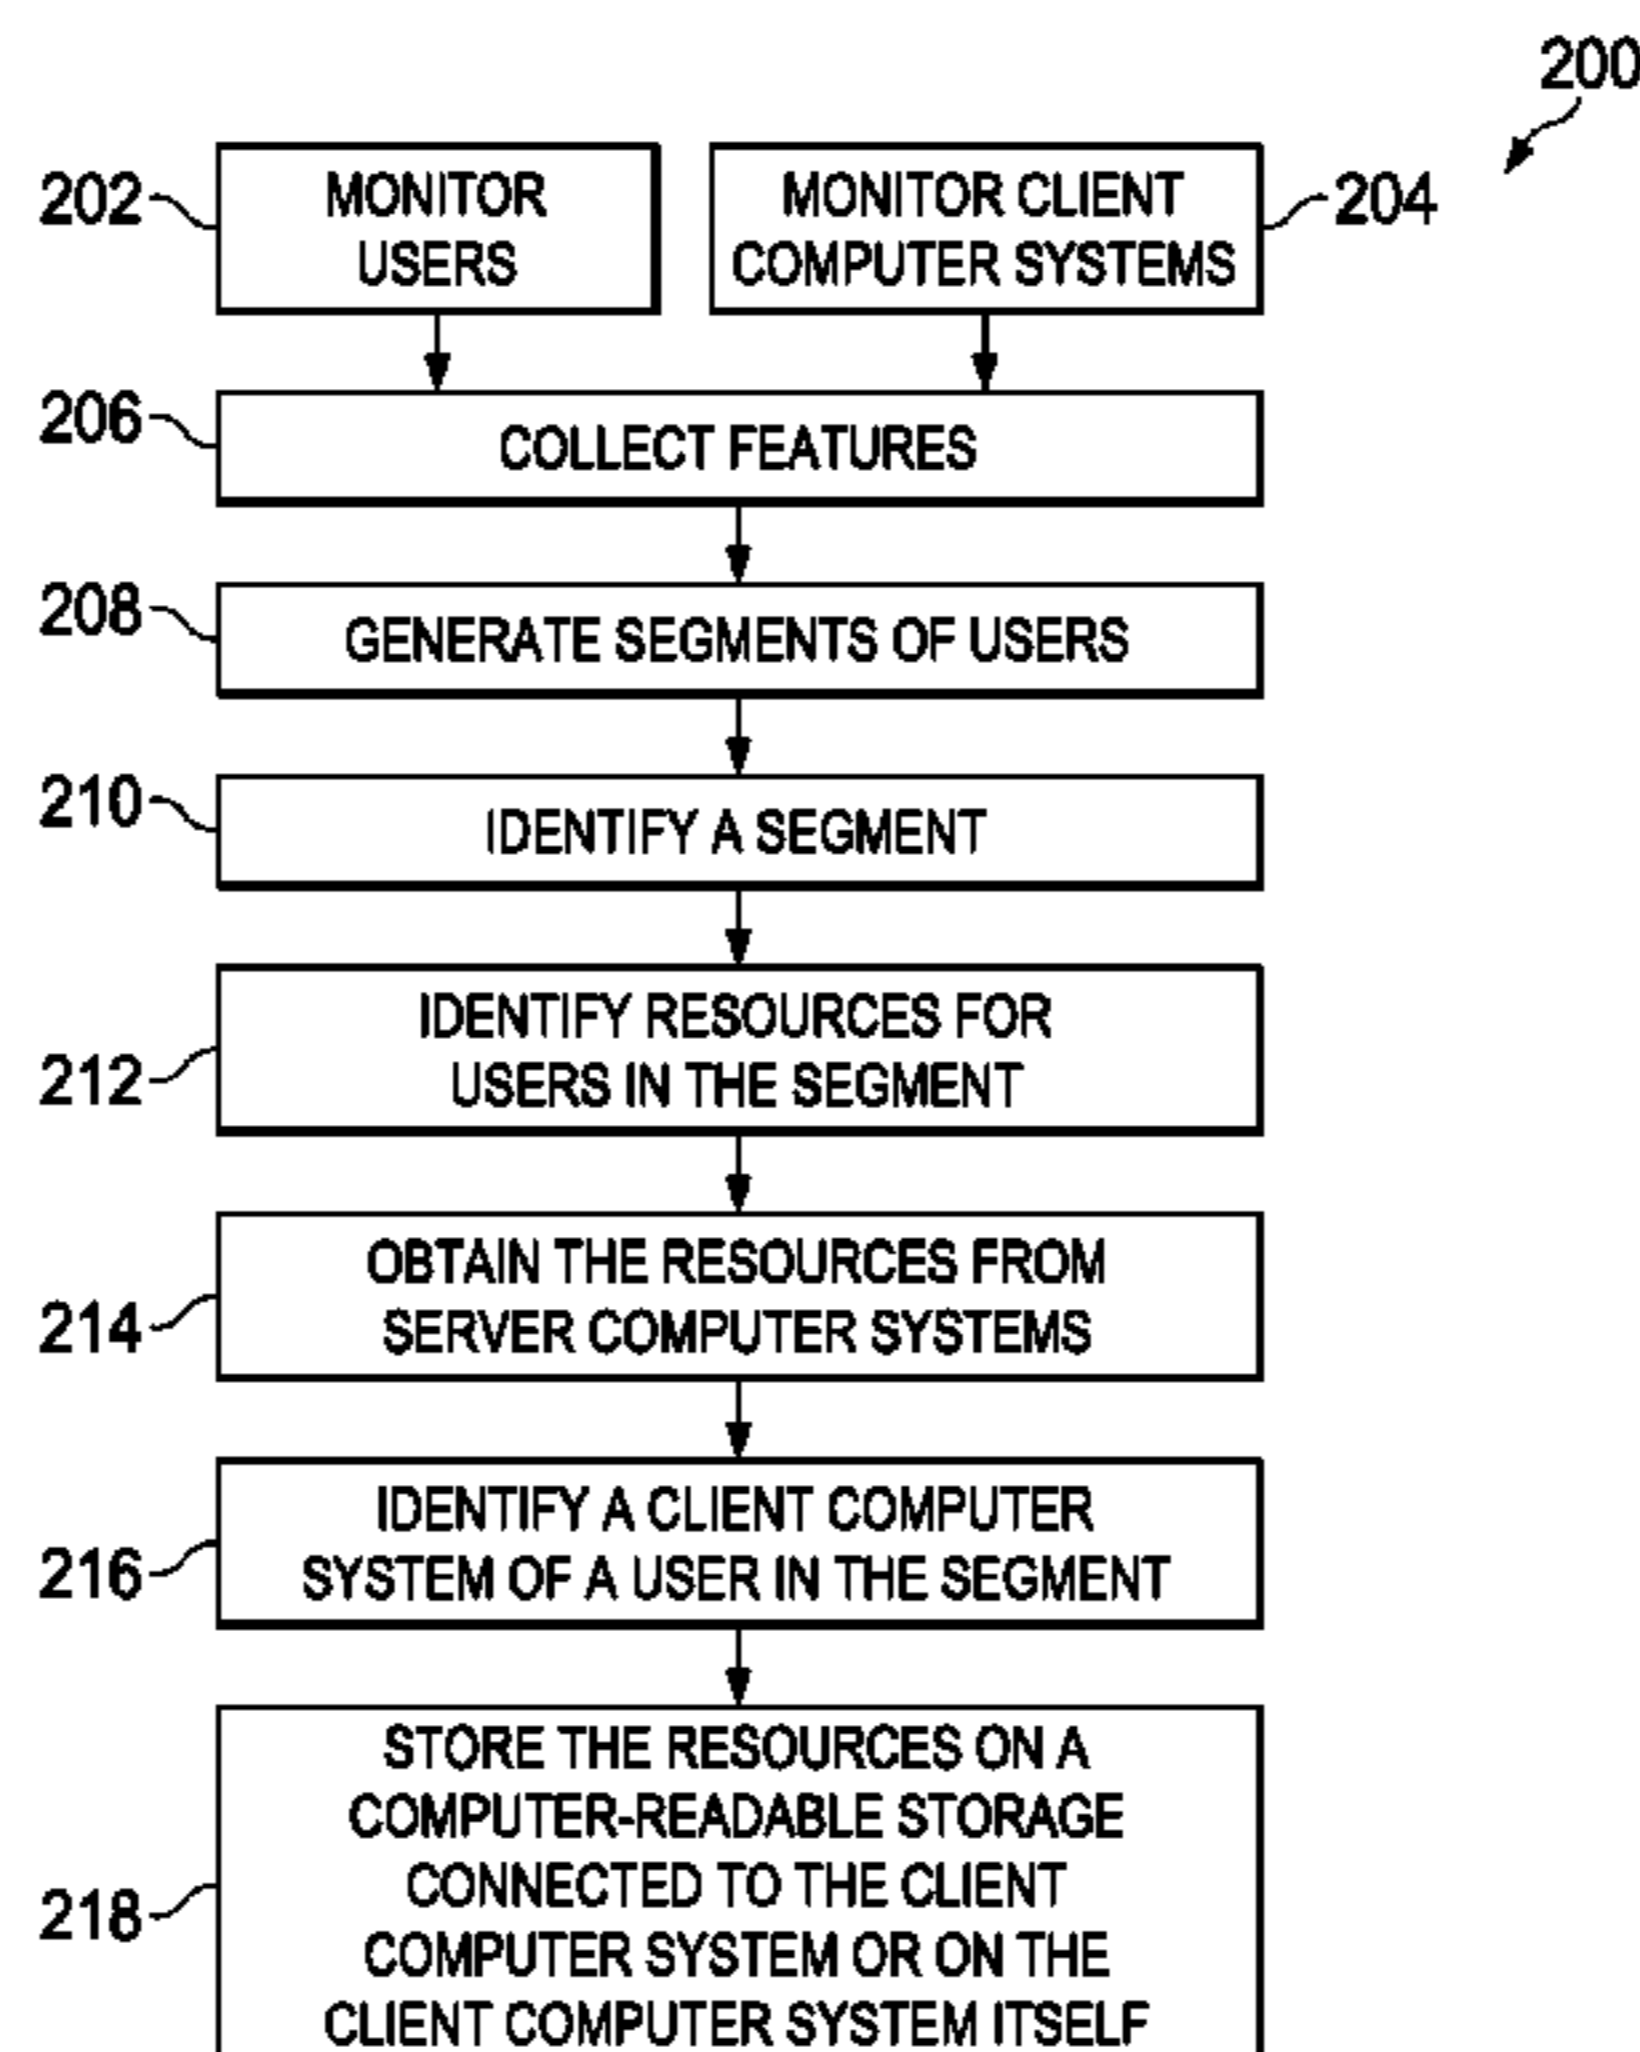 200
202
MONITOR
USERS
MONITOR CLIENT
COMPUTER SYSTEMS
204
206
COLLECT FEATURES
208
GENERATE SEGMENTS OF USERS
210
IDENTIFY A SEGMENT
212
IDENTIFY RESOURCES FOR
USERS IN THE SEGMENT
214
OBTAIN THE RESOURCES FROM
SERVER COMPUTER SYSTEMS
216
IDENTIFY A CLIENT COMPUTER
SYSTEM OF A USER IN THE SEGMENT
218
STORE THE RESOURCES ON A
COMPUTER-READABLE STORAGE
CONNECTED TO THE CLIENT
COMPUTER SYSTEM OR ON THE
CLIENT COMPUTER SYSTEM ITSELF